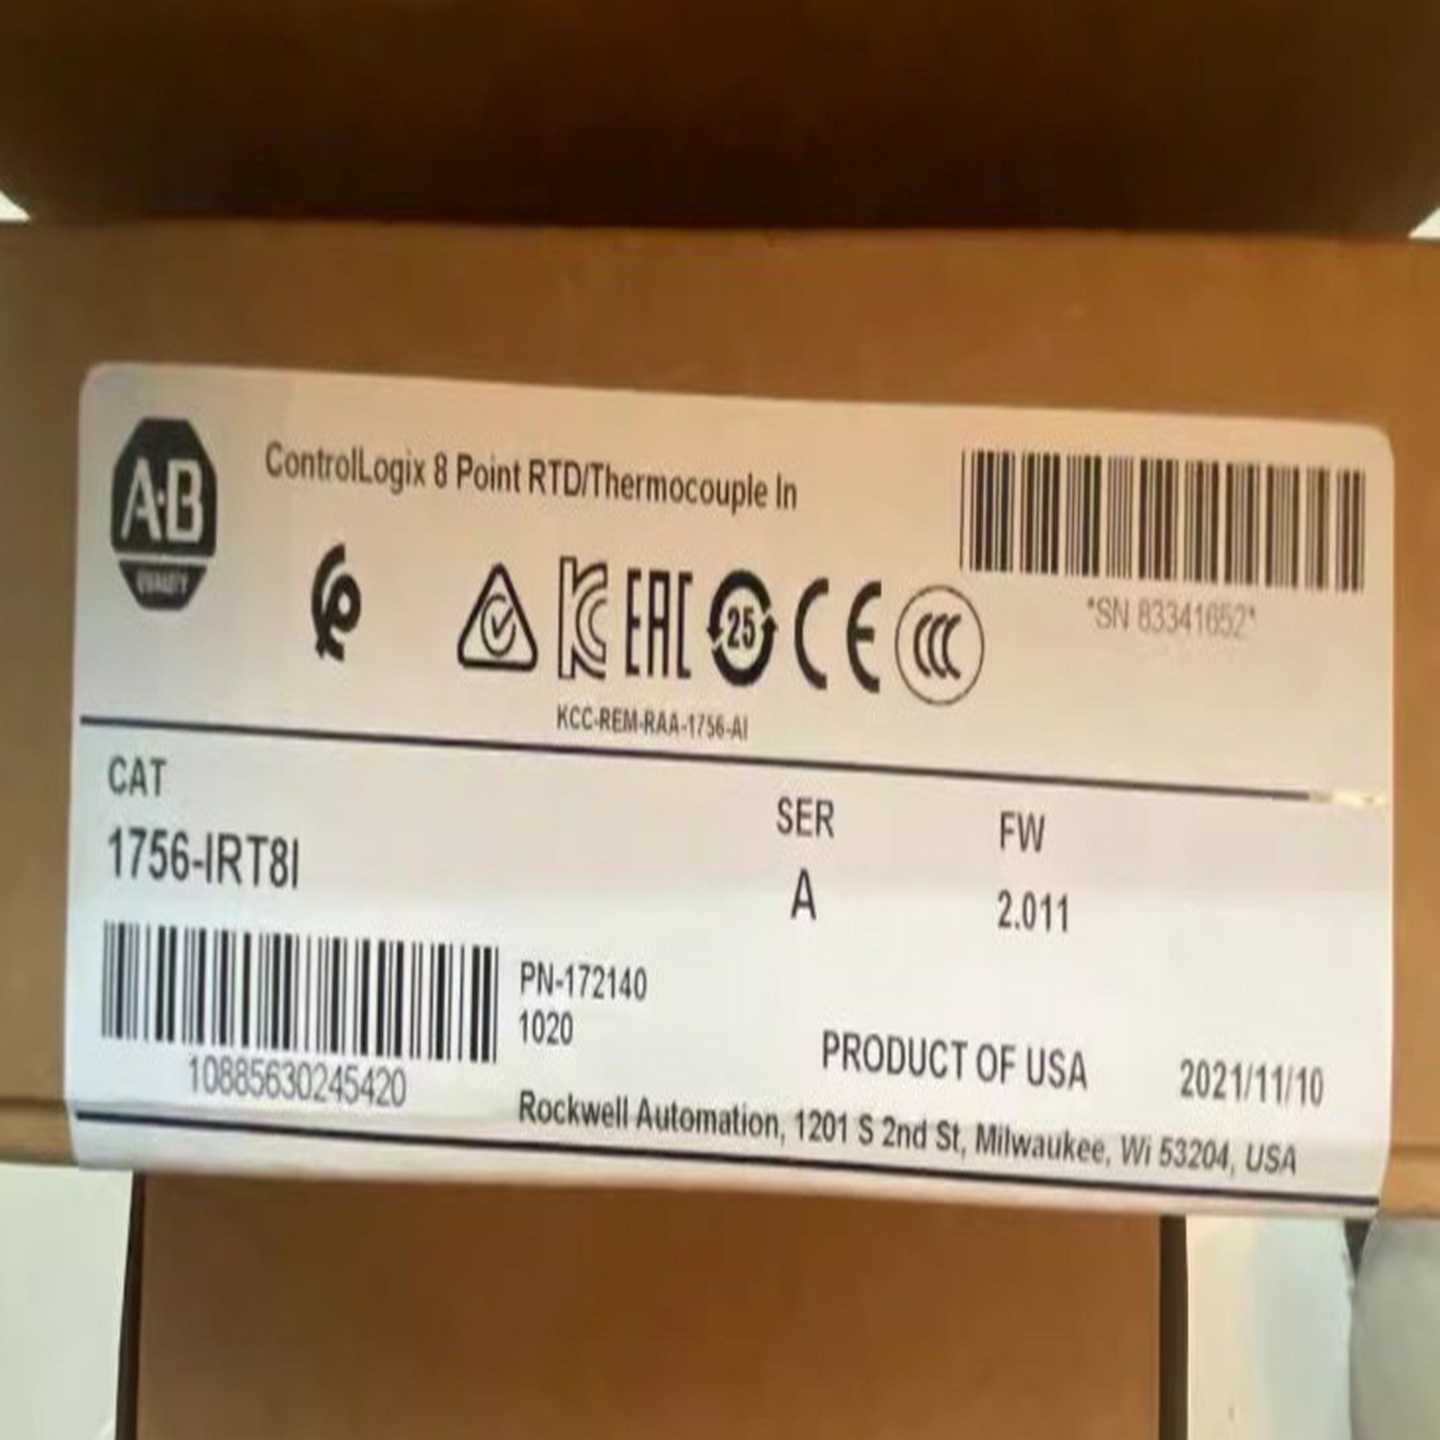 A·B
QUALITY
ControlLogix 8 Point RTD/Thermocouple In
*SN 83341652*
EAC
25
CE
CCC
KCC-REM-RAA-1756-AI
CAT
1756-IRT8I
SER
A
FW
2.011
PN-172140
1020
10885630245420
PRODUCT OF USA
2021/11/10
Rockwell Automation, 1201 S 2nd St, Milwaukee, Wi 53204, USA